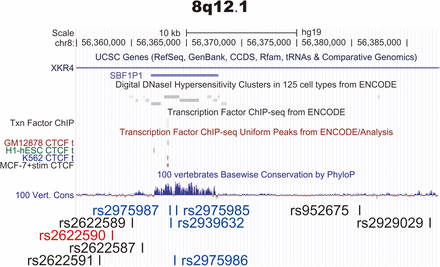 8q12.1
Scale 10 kb hg19
chr8: 56,360,000 56,365,000 56,370,000 56,375,000 56,380,000 56,385,000
UCSC Genes (RefSeq, GenBank, CCDS, Rfam, tRNAs & Comparative Genomics)
XKR4
SBF1P1
Digital DNaseI Hypersensitivity Clusters in 125 cell types from ENCODE
Transcription Factor ChIP-seq from ENCODE
Txn Factor ChIP
Transcription Factor ChIP-seq Uniform Peaks from ENCODE/Analysis
GM12878 CTCF t
H1-hESC CTCF t
K562 CTCF t
MCF-7+stim CTCF
100 vertebrates Basewise Conservation by PhyloP
100 Vert. Cons
rs2975987 rs2975985 rs952675
rs2622589 rs2939632 rs2929029
rs2622590
rs2622587
rs2622591 rs2975986